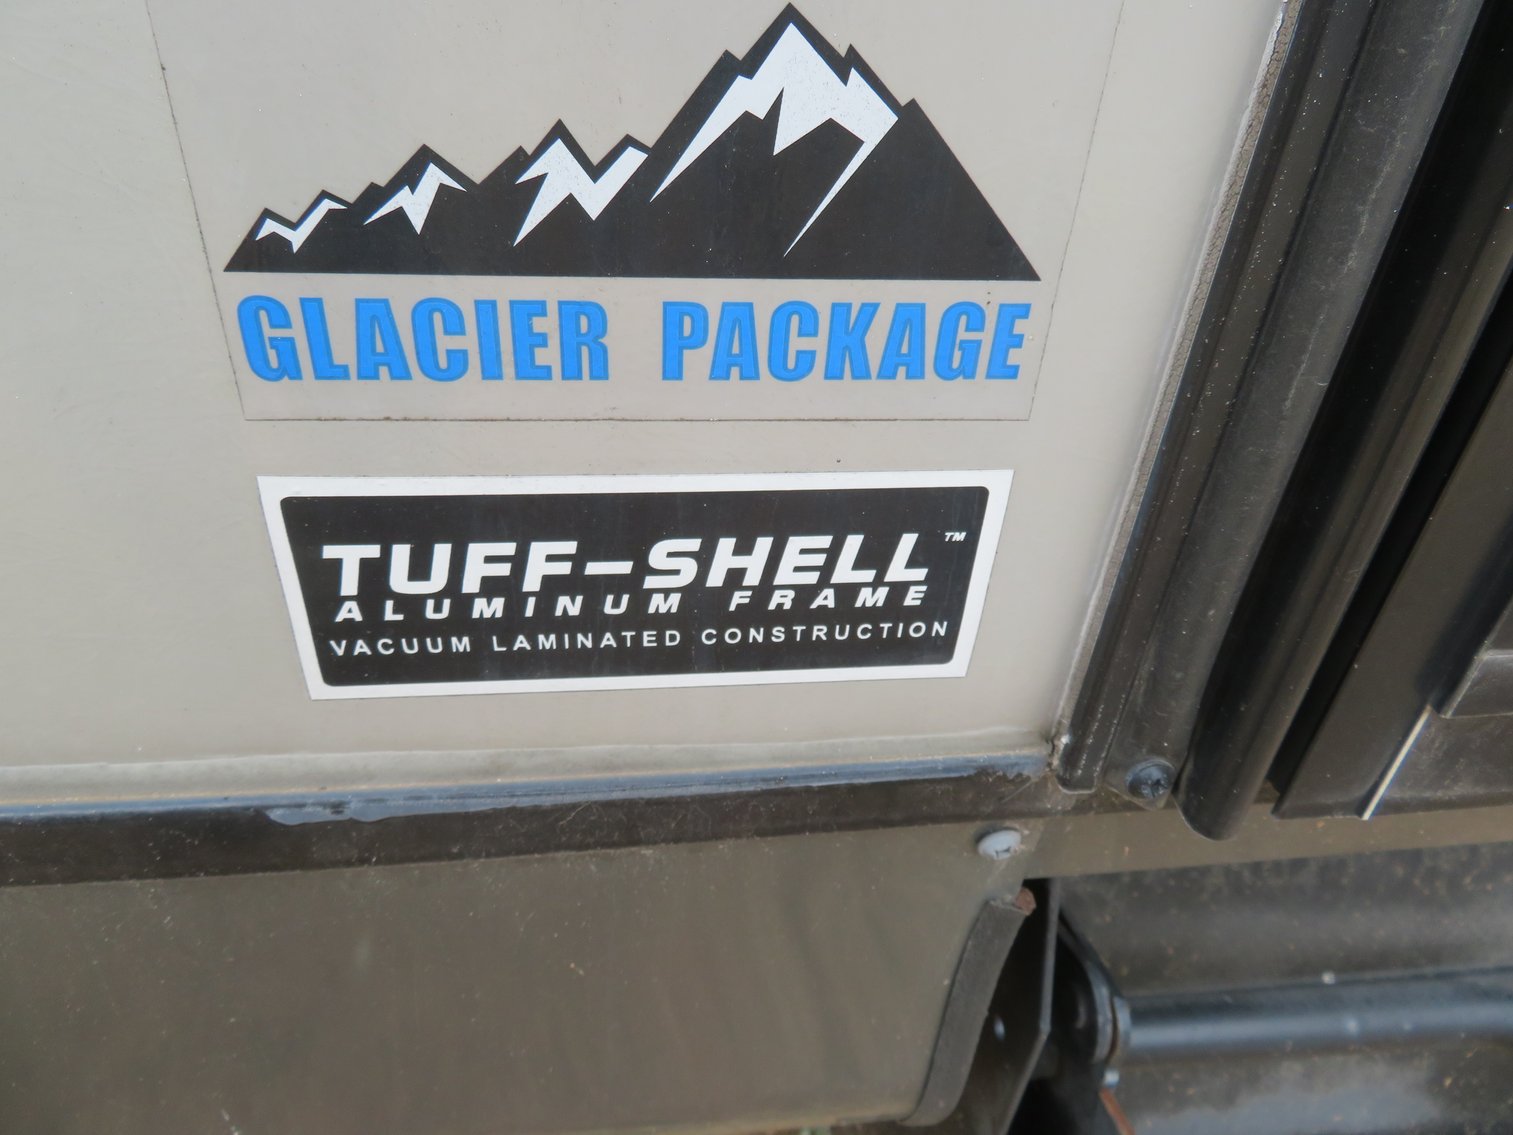 GLACIER PACKAGE
TUFF-SHELL™
ALUMINUM FRAME
VACUUM LAMINATED CONSTRUCTION